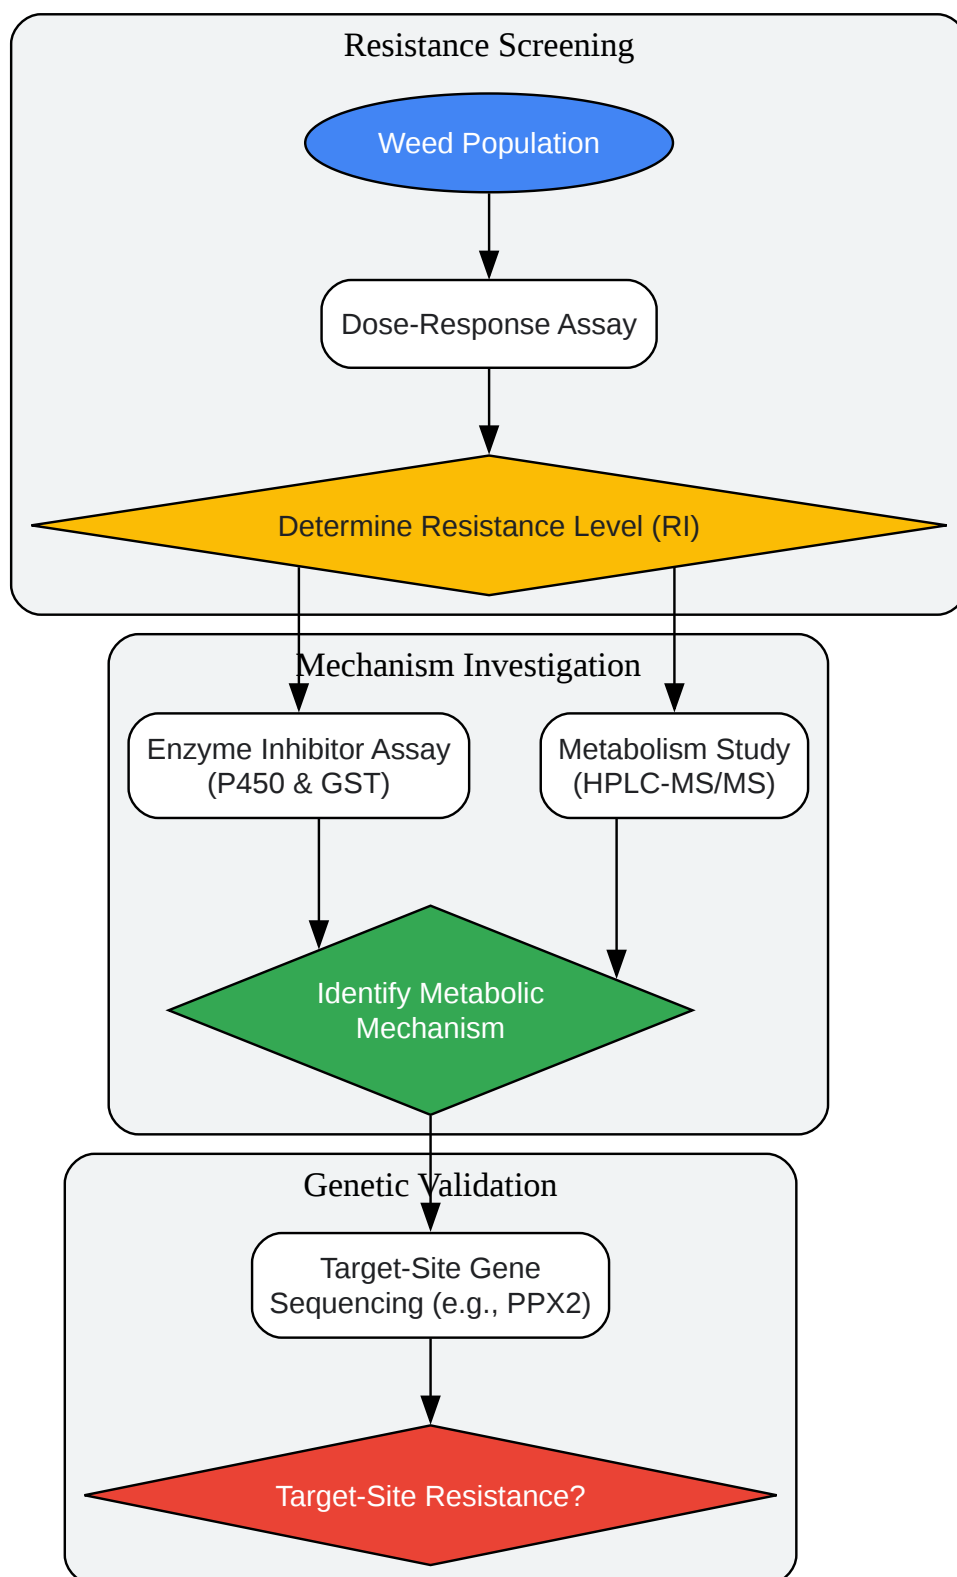 Resistance Screening
Weed Population
Dose-Response Assay
Determine Resistance Level (RI)
Mechanism Investigation
Enzyme Inhibitor Assay
(P450 & GST)
Metabolism Study
(HPLC-MS/MS)
Identify Metabolic
Mechanism
Genetic Validation
Target-Site Gene
Sequencing (e.g., PPX2)
Target-Site Resistance?